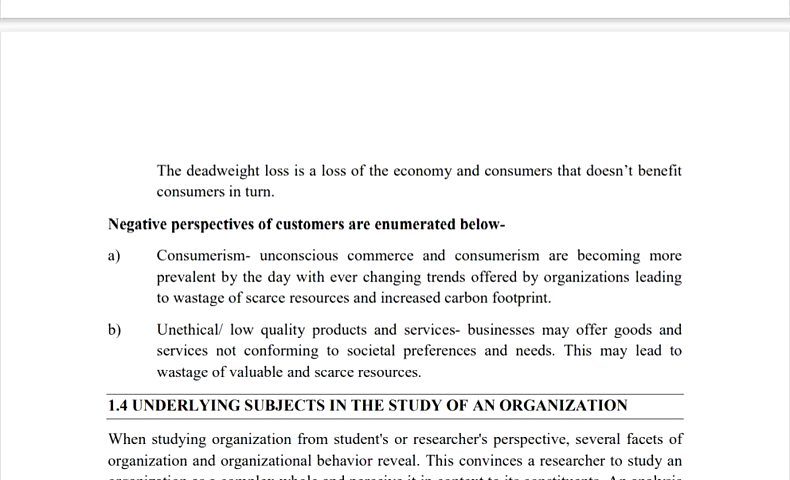 The deadweight loss is a loss of the economy and consumers that doesn't benefit
consumers in turn.
Negative perspectives of customers are enumerated below-
a) Consumerism- unconscious commerce and consumerism are becoming more
prevalent by the day with ever changing trends offered by organizations leading
to wastage of scarce resources and increased carbon footprint.
b) Unethical/ low quality products and services- businesses may offer goods and
services not conforming to societal preferences and needs. This may lead to
wastage of valuable and scarce resources.
1.4 UNDERLYING SUBJECTS IN THE STUDY OF AN ORGANIZATION
When studying organization from student's or researcher's perspective, several facets of
organization and organizational behavior reveal. This convinces a researcher to study an